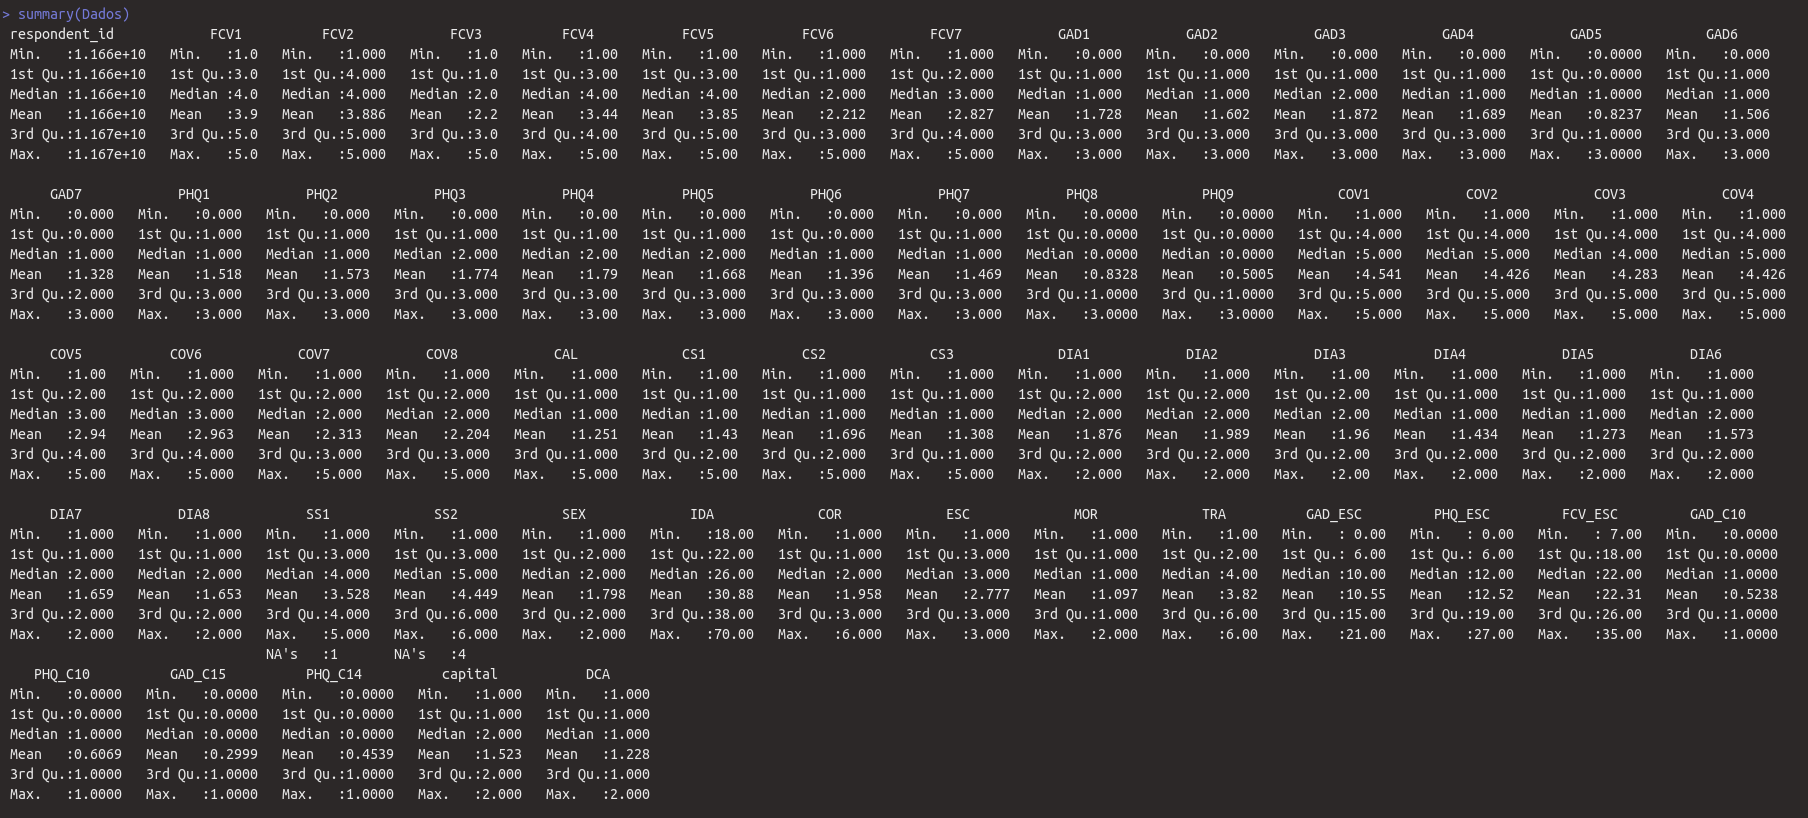 > summary(Dados)
respondent_id FCV1 FCV2 FCV3 FCV4 FCV5 FCV6 FCV7 GAD1 GAD2 GAD3 GAD4 GAD5 GAD6
Min. :1.166e+10 Min. :1.0 Min. :1.000 Min. :1.0 Min. :1.00 Min. :1.00 Min. :1.000 Min. :1.000 Min. :0.000 Min. :0.000 Min. :0.000 Min. :0.000 Min. :0.0000 Min. :0.000
1st Qu.:1.166e+10 1st Qu.:3.0 1st Qu.:4.000 1st Qu.:1.0 1st Qu.:3.00 1st Qu.:3.00 1st Qu.:1.000 1st Qu.:2.000 1st Qu.:1.000 1st Qu.:1.000 1st Qu.:1.000 1st Qu.:1.000 1st Qu.:0.0000 1st Qu.:1.000
Median :1.166e+10 Median :4.0 Median :4.000 Median :2.0 Median :4.00 Median :4.00 Median :2.000 Median :3.000 Median :1.000 Median :1.000 Median :2.000 Median :1.000 Median :1.0000 Median :1.000
Mean :1.166e+10 Mean :3.9 Mean :3.886 Mean :2.2 Mean :3.44 Mean :3.85 Mean :2.212 Mean :2.827 Mean :1.728 Mean :1.602 Mean :1.872 Mean :1.689 Mean :0.8237 Mean :1.506
3rd Qu.:1.167e+10 3rd Qu.:5.0 3rd Qu.:5.000 3rd Qu.:3.0 3rd Qu.:4.00 3rd Qu.:5.00 3rd Qu.:3.000 3rd Qu.:4.000 3rd Qu.:3.000 3rd Qu.:3.000 3rd Qu.:3.000 3rd Qu.:3.000 3rd Qu.:1.0000 3rd Qu.:3.000
Max. :1.167e+10 Max. :5.0 Max. :5.000 Max. :5.0 Max. :5.00 Max. :5.00 Max. :5.000 Max. :5.000 Max. :3.000 Max. :3.000 Max. :3.000 Max. :3.000 Max. :3.0000 Max. :3.000
GAD7 PHQ1 PHQ2 PHQ3 PHQ4 PHQ5 PHQ6 PHQ7 PHQ8 PHQ9 COV1 COV2 COV3 COV4
Min. :0.000 Min. :0.000 Min. :0.000 Min. :0.000 Min. :0.00 Min. :0.000 Min. :0.000 Min. :0.000 Min. :0.0000 Min. :0.0000 Min. :1.000 Min. :1.000 Min. :1.000 Min. :1.000
1st Qu.:0.000 1st Qu.:1.000 1st Qu.:1.000 1st Qu.:1.000 1st Qu.:1.00 1st Qu.:1.000 1st Qu.:0.000 1st Qu.:1.000 1st Qu.:0.0000 1st Qu.:0.0000 1st Qu.:4.000 1st Qu.:4.000 1st Qu.:4.000 1st Qu.:4.000
Median :1.000 Median :1.000 Median :1.000 Median :2.000 Median :2.00 Median :2.000 Median :1.000 Median :1.000 Median :0.0000 Median :0.0000 Median :5.000 Median :5.000 Median :4.000 Median :5.000
Mean :1.328 Mean :1.518 Mean :1.573 Mean :1.774 Mean :1.79 Mean :1.668 Mean :1.396 Mean :1.469 Mean :0.8328 Mean :0.5005 Mean :4.541 Mean :4.426 Mean :4.283 Mean :4.426
3rd Qu.:2.000 3rd Qu.:3.000 3rd Qu.:3.000 3rd Qu.:3.000 3rd Qu.:3.00 3rd Qu.:3.000 3rd Qu.:3.000 3rd Qu.:3.000 3rd Qu.:1.0000 3rd Qu.:1.0000 3rd Qu.:5.000 3rd Qu.:5.000 3rd Qu.:5.000 3rd Qu.:5.000
Max. :3.000 Max. :3.000 Max. :3.000 Max. :3.000 Max. :3.00 Max. :3.000 Max. :3.000 Max. :3.000 Max. :3.0000 Max. :3.0000 Max. :5.000 Max. :5.000 Max. :5.000 Max. :5.000
COV5 COV6 COV7 COV8 CAL CS1 CS2 CS3 DIA1 DIA2 DIA3 DIA4 DIA5 DIA6
Min. :1.00 Min. :1.000 Min. :1.000 Min. :1.000 Min. :1.000 Min. :1.00 Min. :1.000 Min. :1.000 Min. :1.000 Min. :1.000 Min. :1.00 Min. :1.000 Min. :1.000 Min. :1.000
1st Qu.:2.00 1st Qu.:2.000 1st Qu.:2.000 1st Qu.:2.000 1st Qu.:1.000 1st Qu.:1.00 1st Qu.:1.000 1st Qu.:1.000 1st Qu.:2.000 1st Qu.:2.000 1st Qu.:2.00 1st Qu.:1.000 1st Qu.:1.000 1st Qu.:1.000
Median :3.00 Median :3.000 Median :2.000 Median :2.000 Median :1.000 Median :1.00 Median :1.000 Median :1.000 Median :2.000 Median :2.000 Median :2.00 Median :1.000 Median :1.000 Median :2.000
Mean :2.94 Mean :2.963 Mean :2.313 Mean :2.204 Mean :1.251 Mean :1.43 Mean :1.696 Mean :1.308 Mean :1.876 Mean :1.989 Mean :1.96 Mean :1.434 Mean :1.273 Mean :1.573
3rd Qu.:4.00 3rd Qu.:4.000 3rd Qu.:3.000 3rd Qu.:3.000 3rd Qu.:1.000 3rd Qu.:2.00 3rd Qu.:2.000 3rd Qu.:1.000 3rd Qu.:2.000 3rd Qu.:2.000 3rd Qu.:2.00 3rd Qu.:2.000 3rd Qu.:2.000 3rd Qu.:2.000
Max. :5.00 Max. :5.000 Max. :5.000 Max. :5.000 Max. :5.000 Max. :5.00 Max. :5.000 Max. :5.000 Max. :2.000 Max. :2.000 Max. :2.00 Max. :2.000 Max. :2.000 Max. :2.000
DIA7 DIA8 SS1 SS2 SEX IDA COR ESC MOR TRA GAD_ESC PHQ_ESC FCV_ESC GAD_C10
Min. :1.000 Min. :1.000 Min. :1.000 Min. :1.000 Min. :1.000 Min. :18.00 Min. :1.000 Min. :1.000 Min. :1.000 Min. :1.00 Min. : 0.00 Min. : 0.00 Min. : 7.00 Min. :0.0000
1st Qu.:1.000 1st Qu.:1.000 1st Qu.:3.000 1st Qu.:3.000 1st Qu.:2.000 1st Qu.:22.00 1st Qu.:1.000 1st Qu.:3.000 1st Qu.:1.000 1st Qu.:2.00 1st Qu.: 6.00 1st Qu.: 6.00 1st Qu.:18.00 1st Qu.:0.0000
Median :2.000 Median :2.000 Median :4.000 Median :5.000 Median :2.000 Median :26.00 Median :2.000 Median :3.000 Median :1.000 Median :4.00 Median :10.00 Median :12.00 Median :22.00 Median :1.0000
Mean :1.659 Mean :1.653 Mean :3.528 Mean :4.449 Mean :1.798 Mean :30.88 Mean :1.958 Mean :2.777 Mean :1.097 Mean :3.82 Mean :10.55 Mean :12.52 Mean :22.31 Mean :0.5238
3rd Qu.:2.000 3rd Qu.:2.000 3rd Qu.:4.000 3rd Qu.:6.000 3rd Qu.:2.000 3rd Qu.:38.00 3rd Qu.:3.000 3rd Qu.:3.000 3rd Qu.:1.000 3rd Qu.:6.00 3rd Qu.:15.00 3rd Qu.:19.00 3rd Qu.:26.00 3rd Qu.:1.0000
Max. :2.000 Max. :2.000 Max. :5.000 Max. :6.000 Max. :2.000 Max. :70.00 Max. :6.000 Max. :3.000 Max. :2.000 Max. :6.00 Max. :21.00 Max. :27.00 Max. :35.00 Max. :1.0000
NA's :1 NA's :4
PHQ_C10 GAD_C15 PHQ_C14 capital DCA
Min. :0.0000 Min. :0.0000 Min. :0.0000 Min. :1.000 Min. :1.000
1st Qu.:0.0000 1st Qu.:0.0000 1st Qu.:0.0000 1st Qu.:1.000 1st Qu.:1.000
Median :1.0000 Median :0.0000 Median :0.0000 Median :2.000 Median :1.000
Mean :0.6069 Mean :0.2999 Mean :0.4539 Mean :1.523 Mean :1.228
3rd Qu.:1.0000 3rd Qu.:1.0000 3rd Qu.:1.0000 3rd Qu.:2.000 3rd Qu.:1.000
Max. :1.0000 Max. :1.0000 Max. :1.0000 Max. :2.000 Max. :2.000